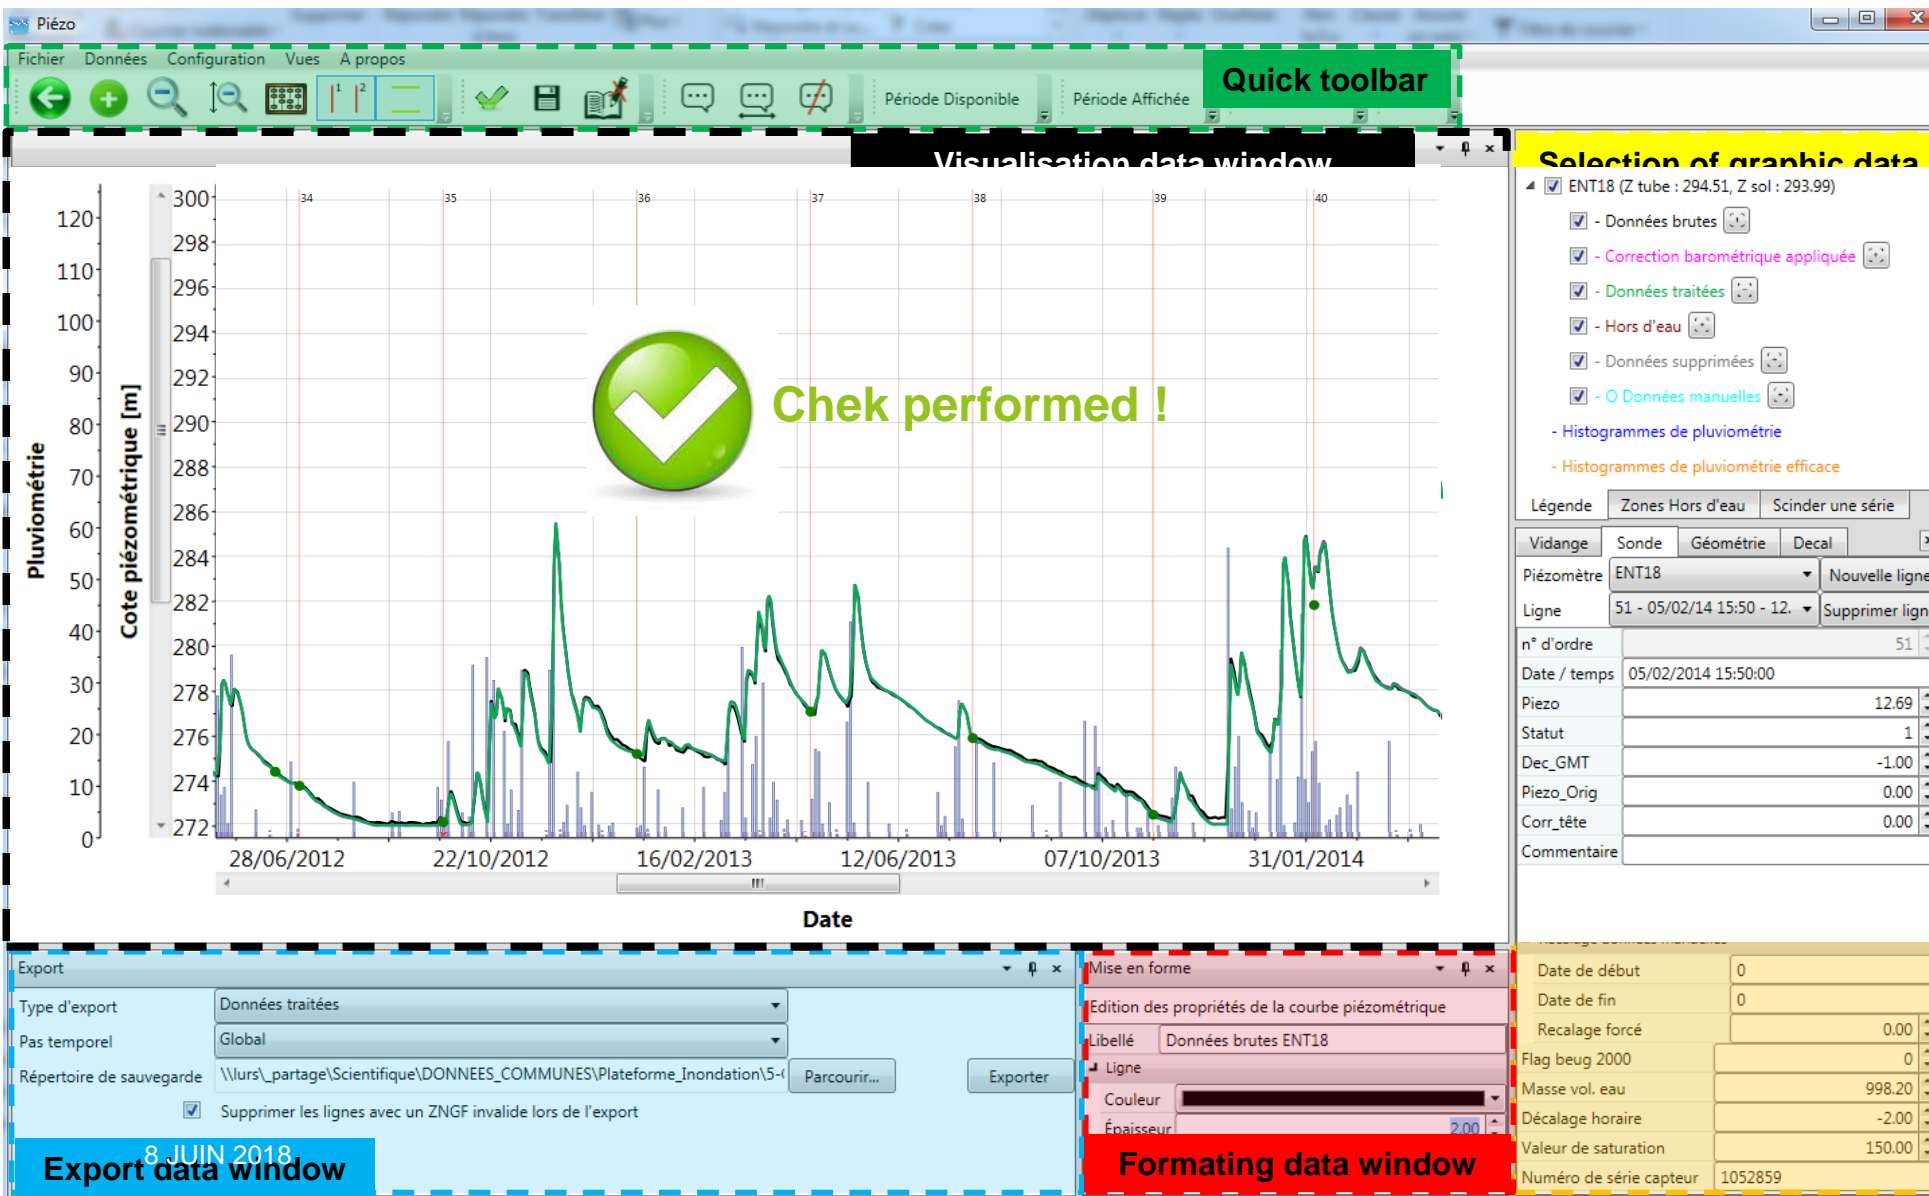 Piézo
Fichier Données Configuration Vues A propos
Quick toolbar
1 2
Période Disponible
Période Affichée
Visualisation data window
Selection of graphic data
ENT18 (Z tube : 294.51, Z sol : 293.99)
- Données brutes
- Correction barométrique appliquée
- Données traitées
- Hors d'eau
- Données supprimées
- O Données manuelles
- Histogrammes de pluviométrie
- Histogrammes de pluviométrie efficace
Légende Zones Hors d'eau Scinder une série
Vidange Sonde Géométrie Decal
Piézomètre ENT18 Nouvelle ligne
Ligne 51 - 05/02/14 15:50 - 12. Supprimer lign
n° d'ordre 51
Date / temps 05/02/2014 15:50:00
Piezo 12.69
Statut 1
Dec_GMT -1.00
Piezo_Orig 0.00
Corr_tête 0.00
Commentaire
34 35 36 37 38 39 40
Pluviométrie
120
110
100
90
80
70
60
50
40
30
20
10
0
Cote piézométrique [m]
300
298
296
294
292
290
288
286
284
282
280
278
276
274
272
Chek performed !
28/06/2012 22/10/2012 16/02/2013 12/06/2013 07/10/2013 31/01/2014
Date
Export
Type d'export Données traitées
Pas temporel Global
Répertoire de sauvegarde \\lurs\_partage\Scientifique\DONNEES_COMMUNES\Plateforme_Inondation\5-( Parcourir... Exporter
Supprimer les lignes avec un ZNGF invalide lors de l'export
8 JUIN 2018
Export data window
Mise en forme
Edition des propriétés de la courbe piézométrique
Libellé Données brutes ENT18
Ligne
Couleur
Épaisseur 2.00
Formating data window
Date de début 0
Date de fin 0
Recalage forcé 0.00
Flag beug 2000 0
Masse vol. eau 998.20
Décalage horaire -2.00
Valeur de saturation 150.00
Numéro de série capteur 1052859